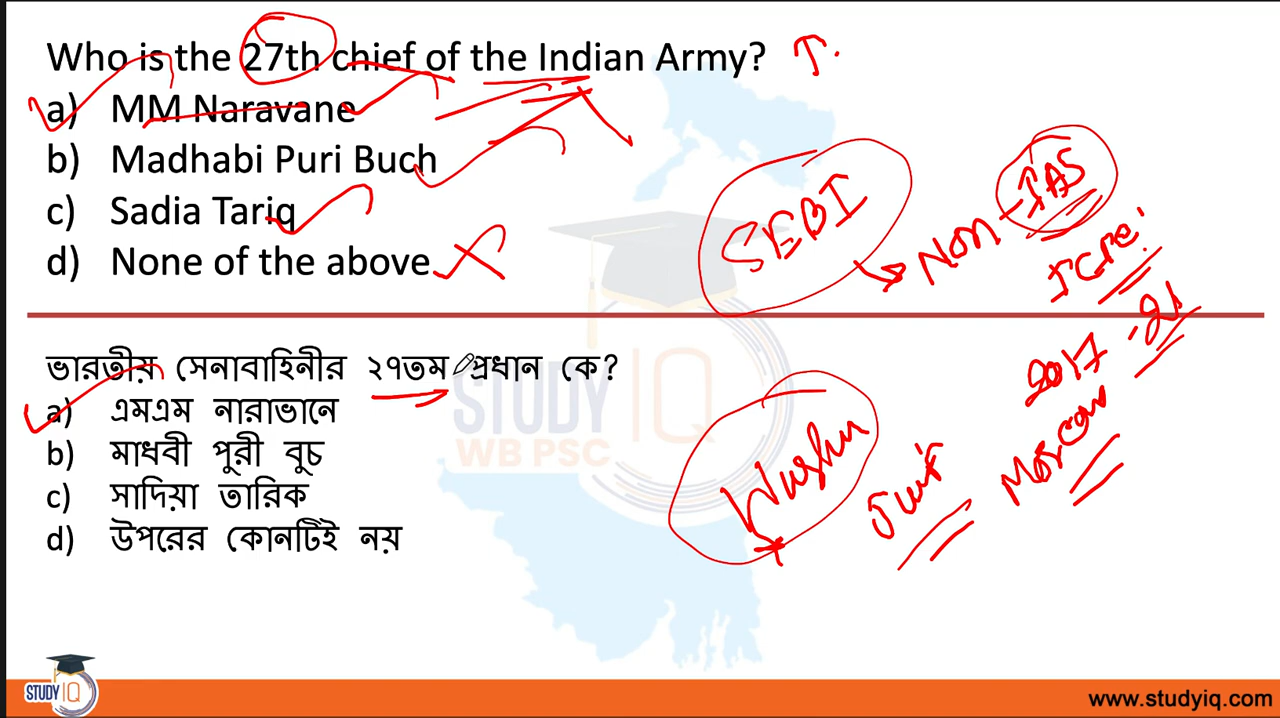 Who is the 27th chief of the Indian Army?
a) MM Naravane
b) Madhabi Puri Buch
c) Sadia Tariq
d) None of the above
SEBI
Non-IAS
2017-21
ভারতীয় সেনাবাহিনীর ২৭তম প্রধান কে?
a) এমএম নারাভানে
b) মাধবী পুরী বুচ
c) সাদিয়া তারিক
d) উপরের কোনটিই নয়
Wushu
Moscow
STUDY IQ
WB PSC
STUDY IQ
www.studyiq.com